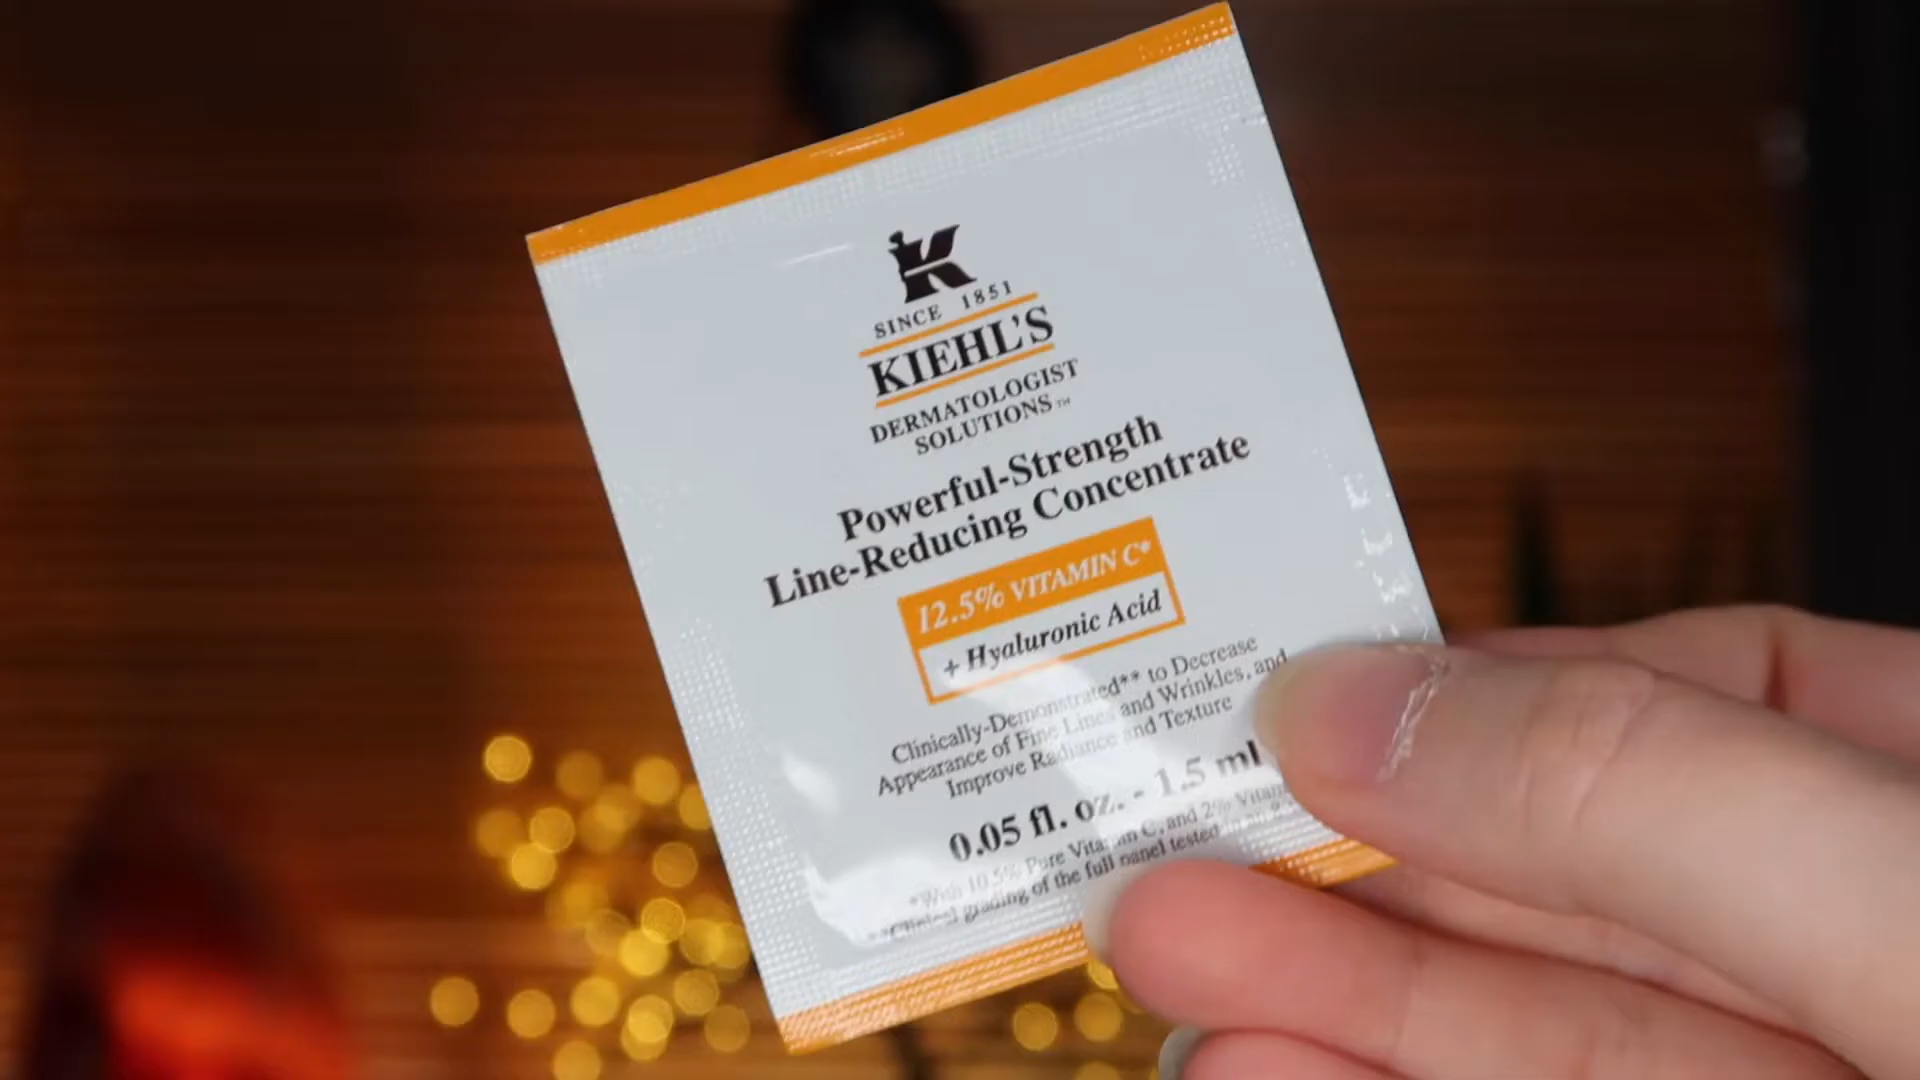 K
SINCE 1851
KIEHL'S
DERMATOLOGIST
SOLUTIONS™
Powerful-Strength
Line-Reducing Concentrate
12.5% VITAMIN C*
+ Hyaluronic Acid
Clinically-Demonstrated** to Decrease
Appearance of Fine Lines and Wrinkles, and
Improve Radiance and Texture
0.05 fl. oz. - 1.5 ml
*With 10.5% Pure Vitamin C, and 2% Vitamin
**Clinical grading of the full panel tested